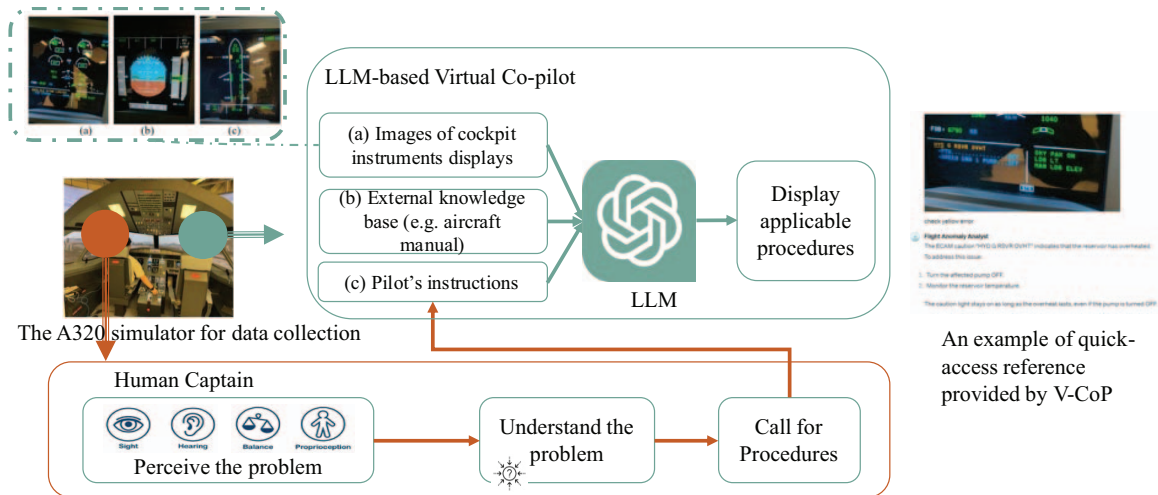 (a)
(b)
(c)
LLM-based Virtual Co-pilot
(a) Images of cockpit
instruments displays
(b) External knowledge
base (e.g. aircraft
manual)
(c) Pilot's instructions
LLM
Display
applicable
procedures
1040
check yellow error
Flight Anomaly Analyst
The ECAM caution "HYD G RSVR OVHT" indicates that the reservoir has overheated.
To address this issue:
1. Turn the affected pump OFF.
2. Monitor the reservoir temperature.
The caution light stays on as long as the overheat lasts, even if the pump is turned OFF
An example of quick-
access reference
provided by V-CoP
The A320 simulator for data collection
Human Captain
Sight
Hearing
Balance
Proprioception
Perceive the problem
?
Understand the
problem
Call for
Procedures